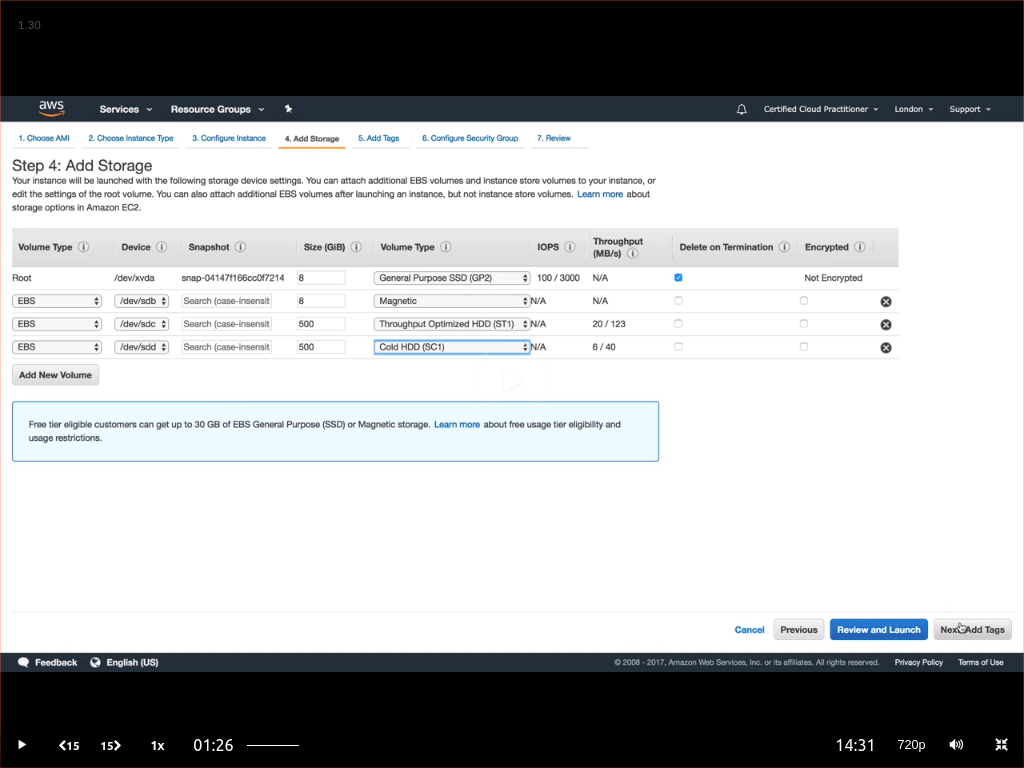 1.30
aws Services Resource Groups Certified Cloud Practitioner London Support
1. Choose AMI 2. Choose Instance Type 3. Configure Instance 4. Add Storage 5. Add Tags 6. Configure Security Group 7. Review
Step 4: Add Storage
Your instance will be launched with the following storage device settings. You can attach additional EBS volumes and instance store volumes to your instance, or
edit the settings of the root volume. You can also attach additional EBS volumes after launching an instance, but not instance store volumes. Learn more about
storage options in Amazon EC2.
Volume Type Device Snapshot Size (GiB) Volume Type IOPS Throughput (MB/s) Delete on Termination Encrypted
Root /dev/xvda snap-04147f166cc0f7214 8 General Purpose SSD (GP2) 100 / 3000 N/A Not Encrypted
EBS /dev/sdb Search (case-insensit 8 Magnetic N/A N/A
EBS /dev/sdc Search (case-insensit 500 Throughput Optimized HDD (ST1) N/A 20 / 123
EBS /dev/sdd Search (case-insensit 500 Cold HDD (SC1) N/A 6 / 40
Add New Volume
Free tier eligible customers can get up to 30 GB of EBS General Purpose (SSD) or Magnetic storage. Learn more about free usage tier eligibility and
usage restrictions.
Cancel Previous Review and Launch Next: Add Tags
Feedback English (US) © 2008 - 2017, Amazon Web Services, Inc. or its affiliates. All rights reserved. Privacy Policy Terms of Use
15 15 1x 01:26 14:31 720p